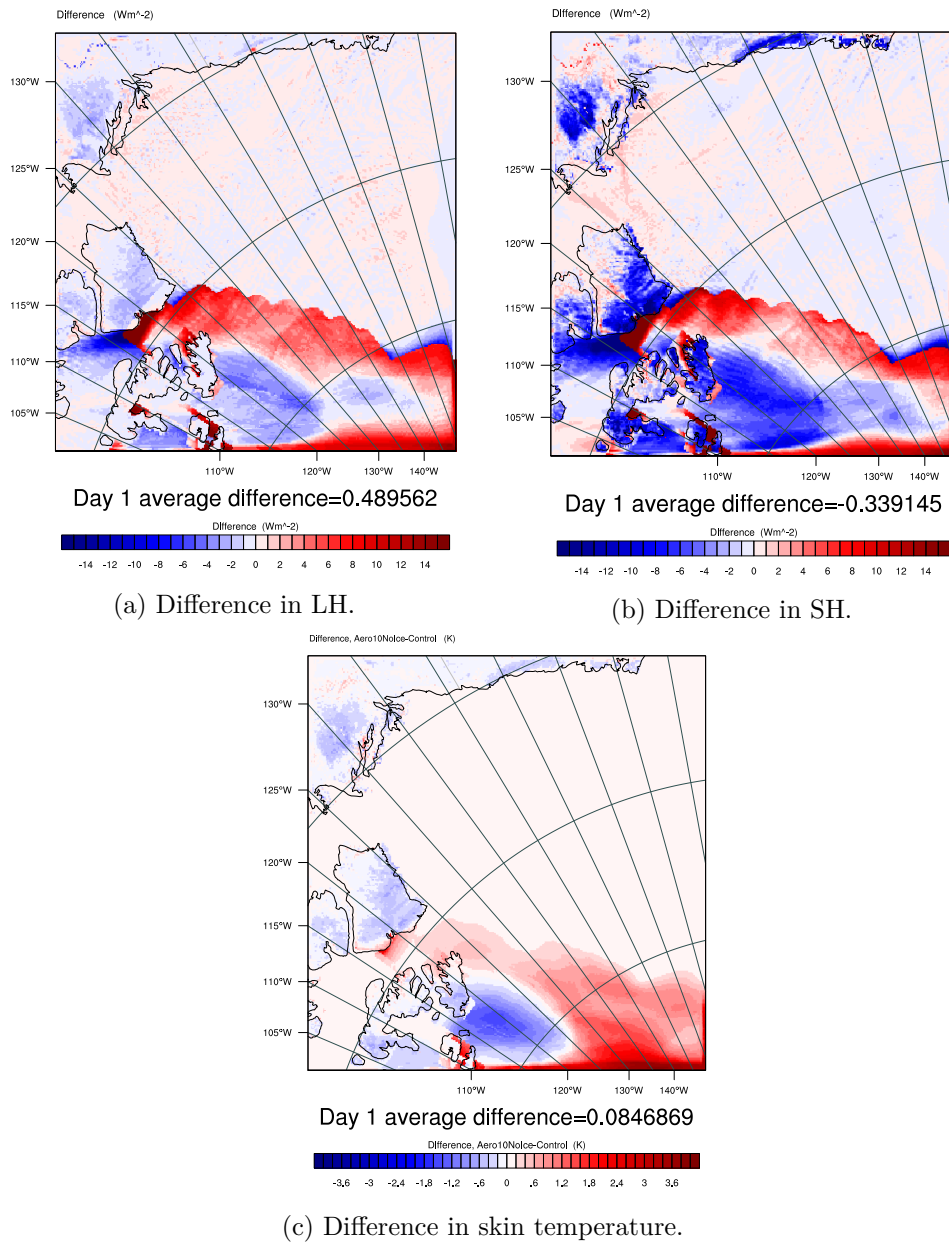 DIfference (Wm^-2)
130°W
125°W
120°W
115°W
110°W
105°W
110°W 120°W 130°W 140°W
Day 1 average difference=0.489562
DIfference (Wm^-2)
-14 -12 -10 -8 -6 -4 -2 0 2 4 6 8 10 12 14
(a) Difference in LH.
DIfference (Wm^-2)
130°W
125°W
120°W
115°W
110°W
105°W
110°W 120°W 130°W 140°W
Day 1 average difference=-0.339145
DIfference (Wm^-2)
-14 -12 -10 -8 -6 -4 -2 0 2 4 6 8 10 12 14
(b) Difference in SH.
DIfference, Aero10NoIce-Control (K)
130°W
125°W
120°W
115°W
110°W
105°W
110°W 120°W 130°W 140°W
Day 1 average difference=0.0846869
DIfference, Aero10NoIce-Control (K)
-3.6 -3 -2.4 -1.8 -1.2 -.6 0 .6 1.2 1.8 2.4 3 3.6
(c) Difference in skin temperature.